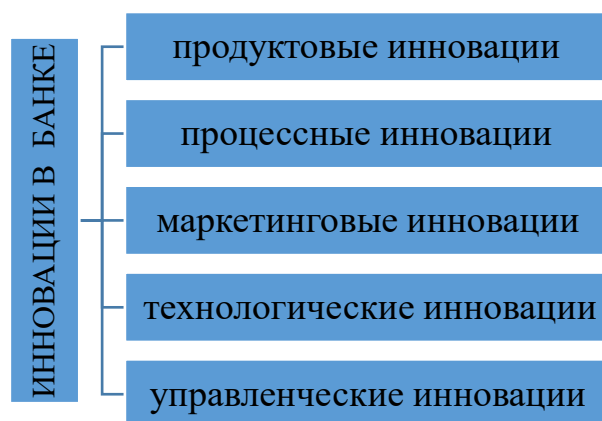 ИННОВАЦИИ В БАНКЕ
продуктовые инновации
процессные инновации
маркетинговые инновации
технологические инновации
управленческие инновации